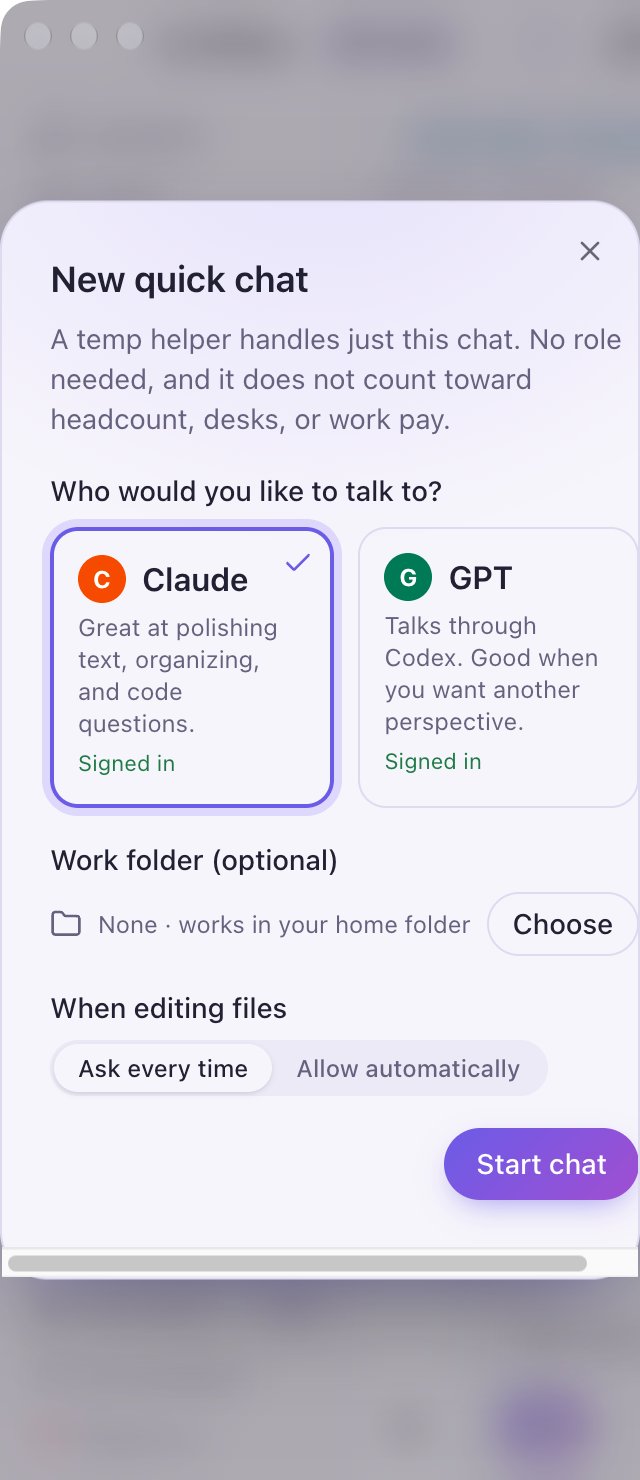 New quick chat
A temp helper handles just this chat. No role
needed, and it does not count toward
headcount, desks, or work pay.
Who would you like to talk to?
C Claude
Great at polishing
text, organizing,
and code
questions.
Signed in
G GPT
Talks through
Codex. Good when
you want another
perspective.
Signed in
Work folder (optional)
None · works in your home folder
Choose
When editing files
Ask every time
Allow automatically
Start chat